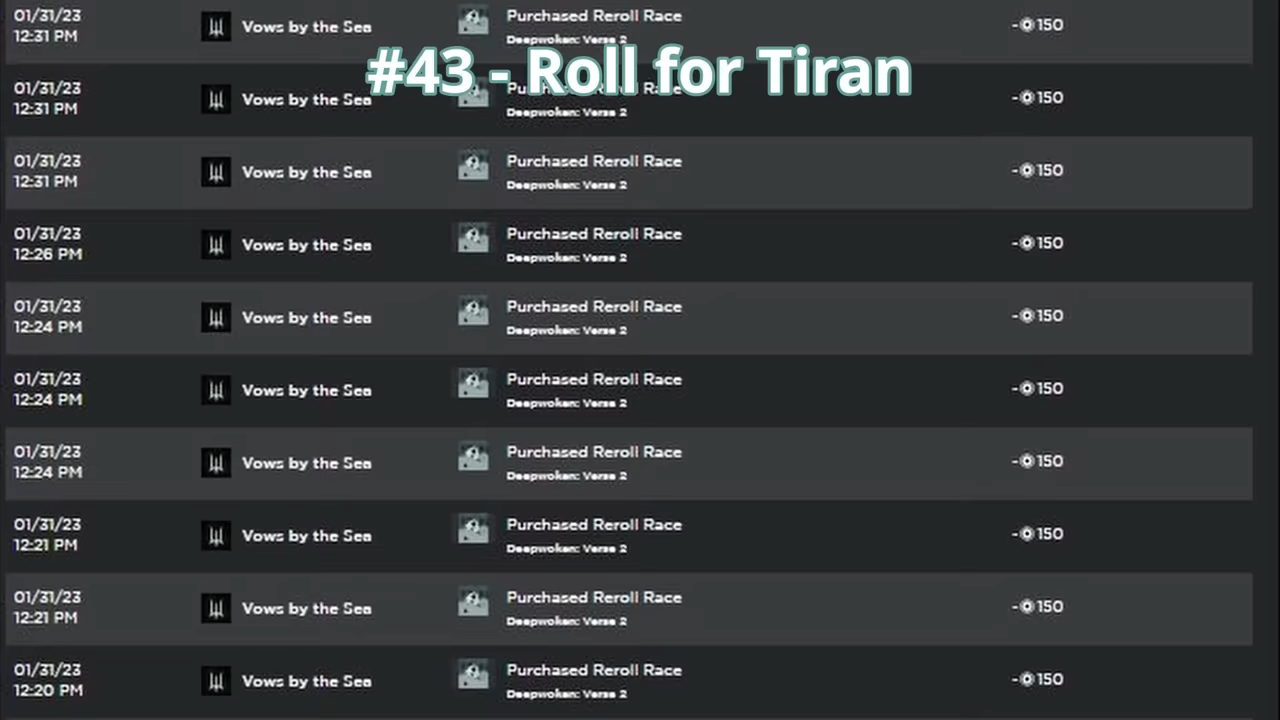 01/31/23
12:31 PM
Vows by the Sea
Purchased Reroll Race
Deepwoken: Verse 2
-150
#43 - Roll for Tiran
01/31/23
12:31 PM
Vows by the Sea
Purchased Reroll Race
Deepwoken: Verse 2
-150
01/31/23
12:31 PM
Vows by the Sea
Purchased Reroll Race
Deepwoken: Verse 2
-150
01/31/23
12:26 PM
Vows by the Sea
Purchased Reroll Race
Deepwoken: Verse 2
-150
01/31/23
12:24 PM
Vows by the Sea
Purchased Reroll Race
Deepwoken: Verse 2
-150
01/31/23
12:24 PM
Vows by the Sea
Purchased Reroll Race
Deepwoken: Verse 2
-150
01/31/23
12:24 PM
Vows by the Sea
Purchased Reroll Race
Deepwoken: Verse 2
-150
01/31/23
12:21 PM
Vows by the Sea
Purchased Reroll Race
Deepwoken: Verse 2
-150
01/31/23
12:21 PM
Vows by the Sea
Purchased Reroll Race
Deepwoken: Verse 2
-150
01/31/23
12:20 PM
Vows by the Sea
Purchased Reroll Race
Deepwoken: Verse 2
-150